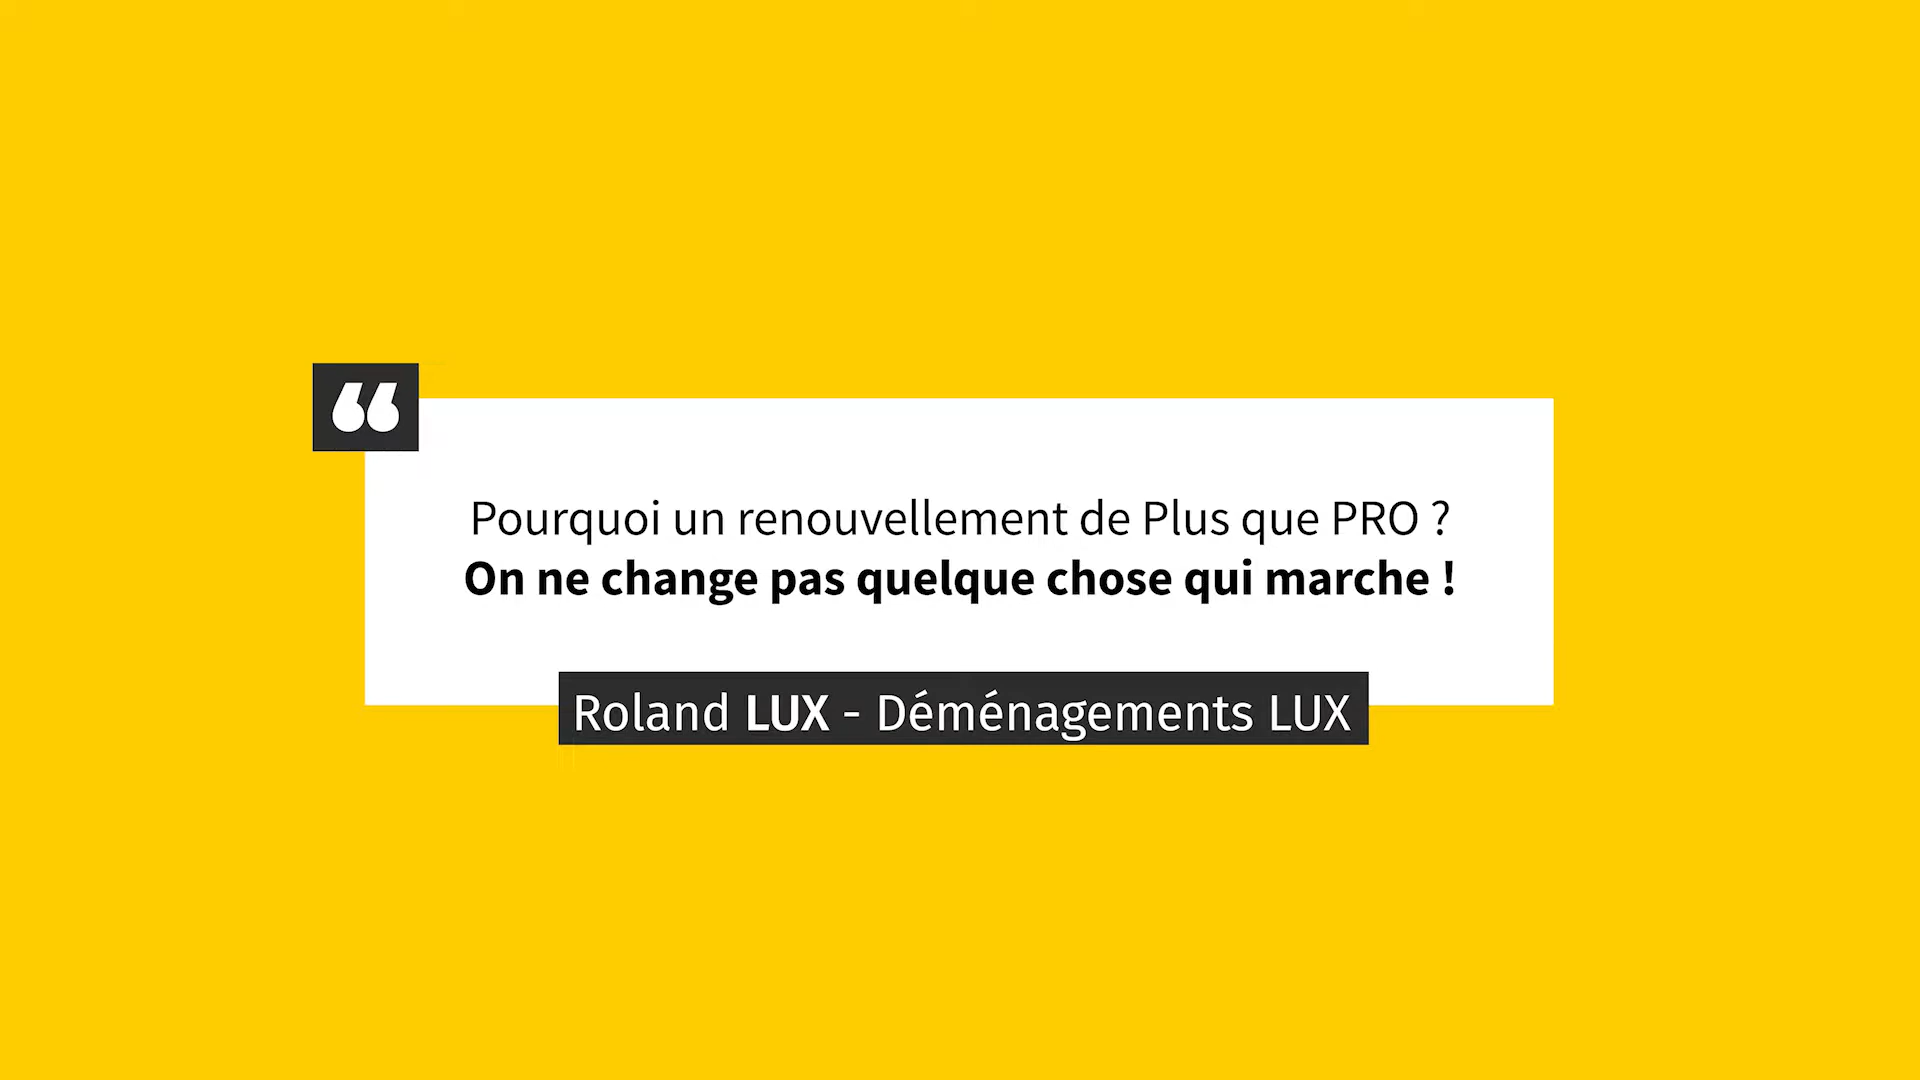 ❝
Pourquoi un renouvellement de Plus que PRO ?
On ne change pas quelque chose qui marche !
Roland LUX - Déménagements LUX